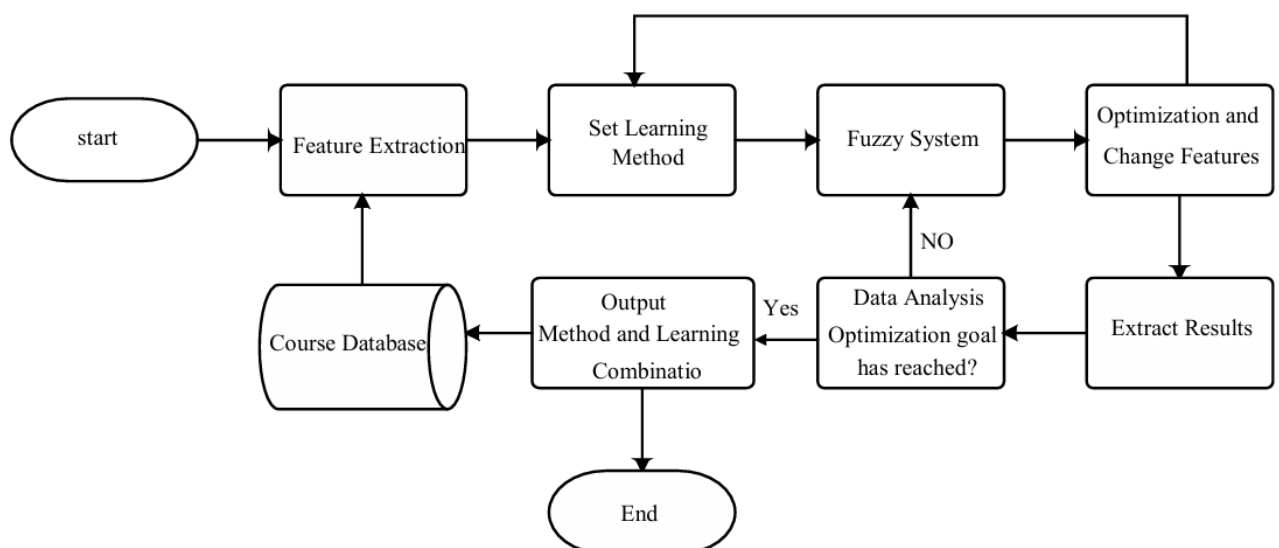 start
Feature Extraction
Set Learning
Method
Fuzzy System
Optimization and
Change Features
NO
Course Database
Output
Method and Learning
Combinatio
Yes
Data Analysis
Optimization goal
has reached?
Extract Results
End